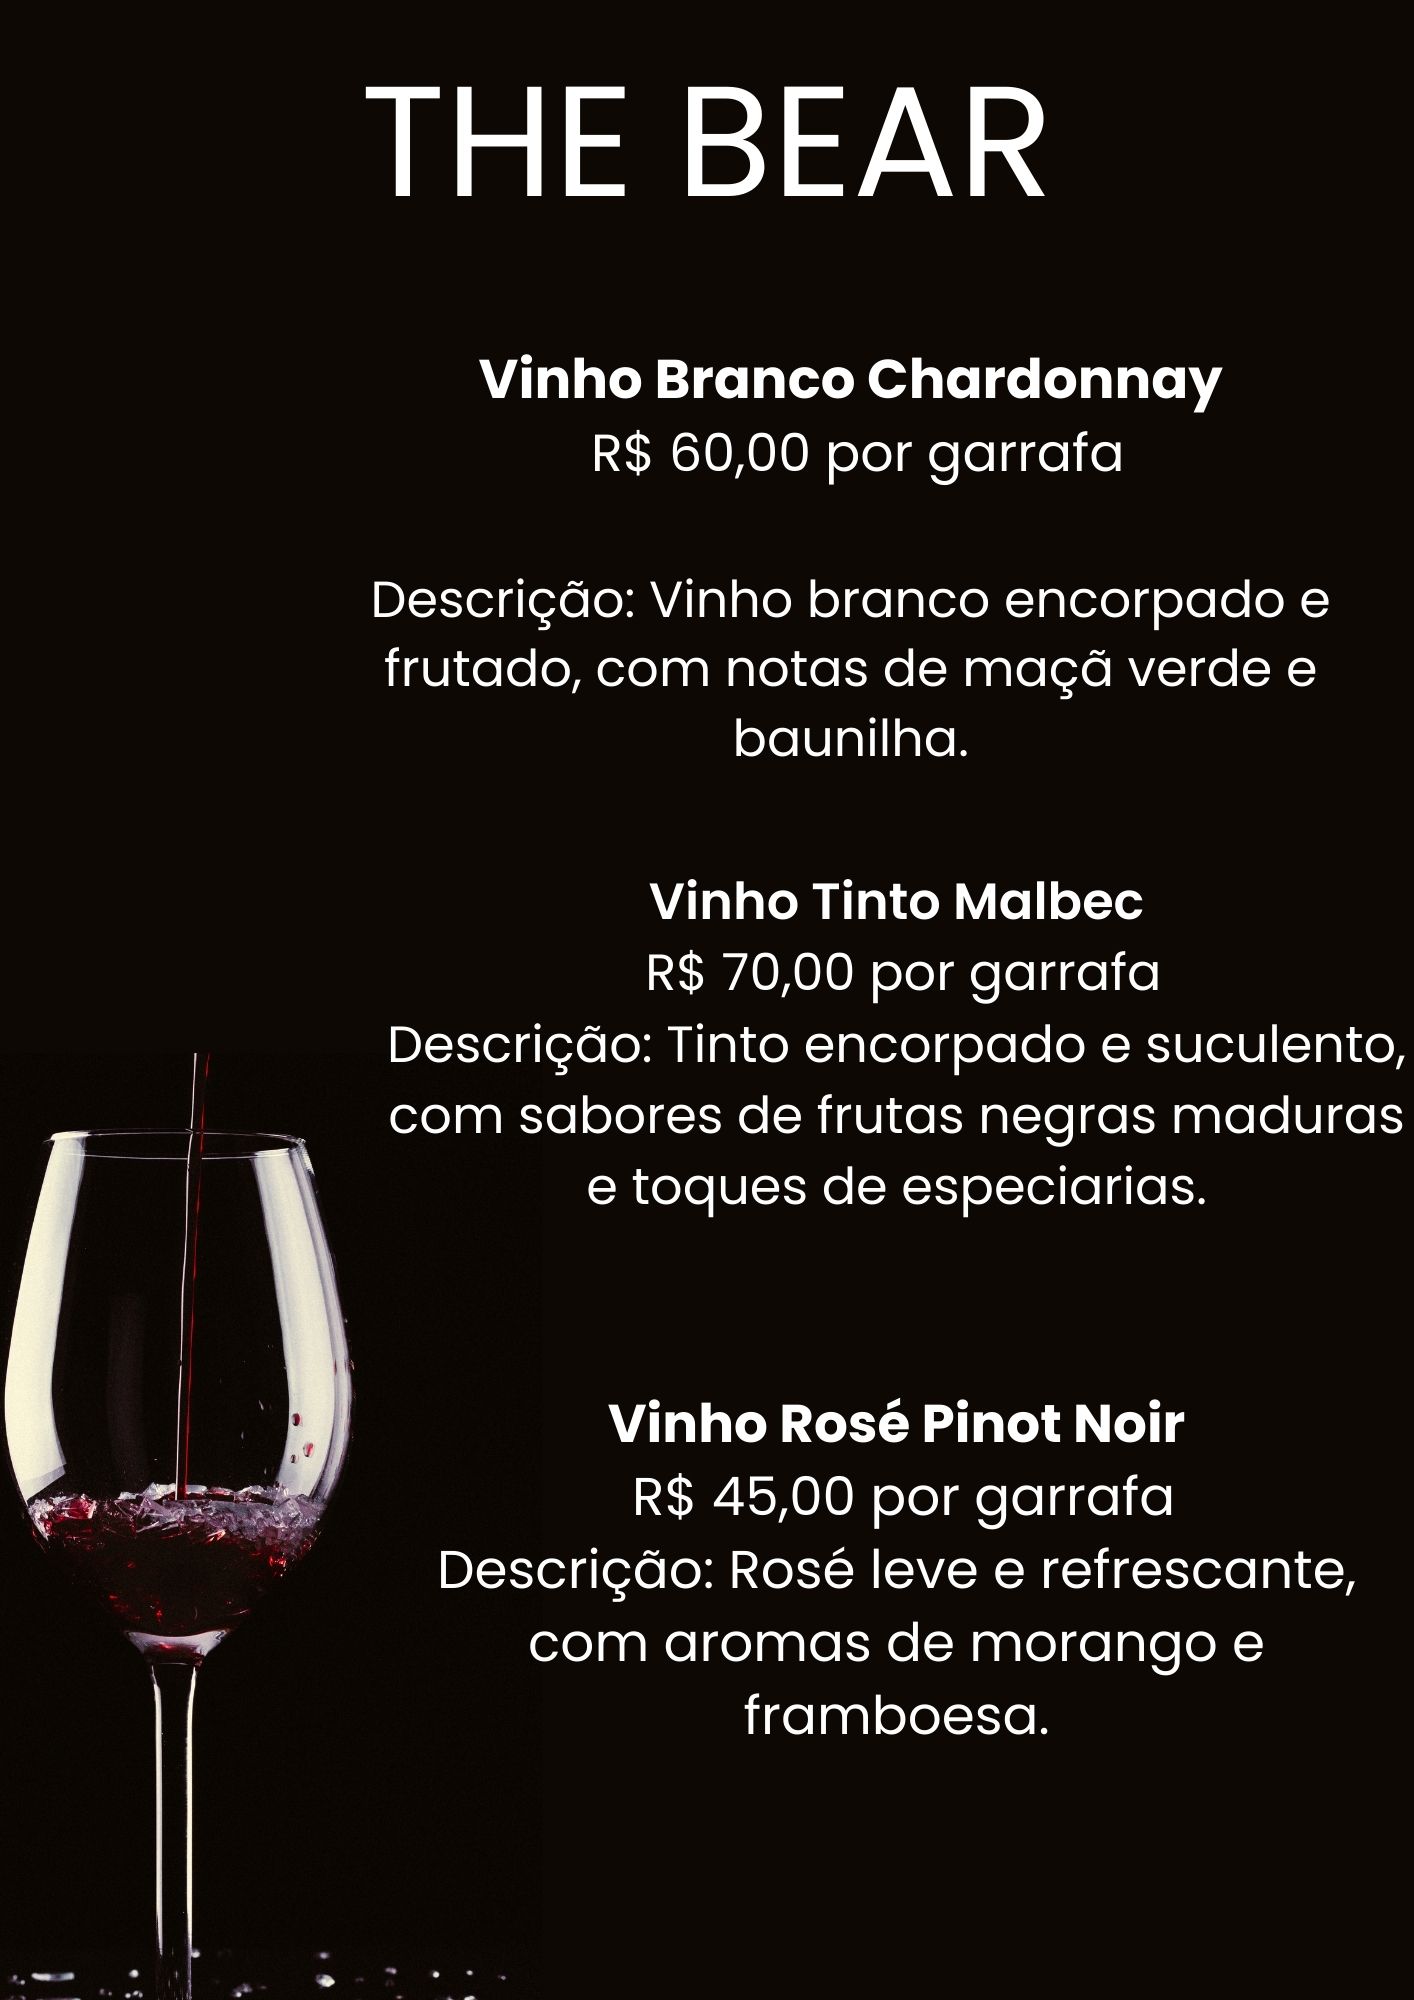 THE BEAR
Vinho Branco Chardonnay
R$ 60,00 por garrafa
Descrição: Vinho branco encorpado e
frutado, com notas de maçã verde e
baunilha.
Vinho Tinto Malbec
R$ 70,00 por garrafa
Descrição: Tinto encorpado e suculento,
com sabores de frutas negras maduras
e toques de especiarias.
Vinho Rosé Pinot Noir
R$ 45,00 por garrafa
Descrição: Rosé leve e refrescante,
com aromas de morango e
framboesa.